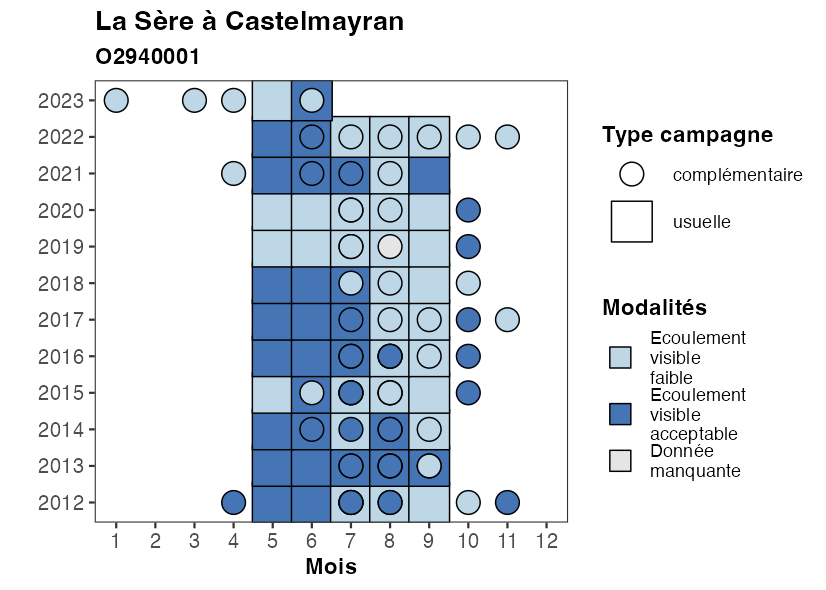 La Sère à Castelmayran
O2940001
2023
2022
2021
2020
2019
2018
2017
2016
2015
2014
2013
2012
1 2 3 4 5 6 7 8 9 10 11 12
Mois
Type campagne
complémentaire
usuelle
Modalités
Ecoulement
visible
faible
Ecoulement
visible
acceptable
Donnée
manquante